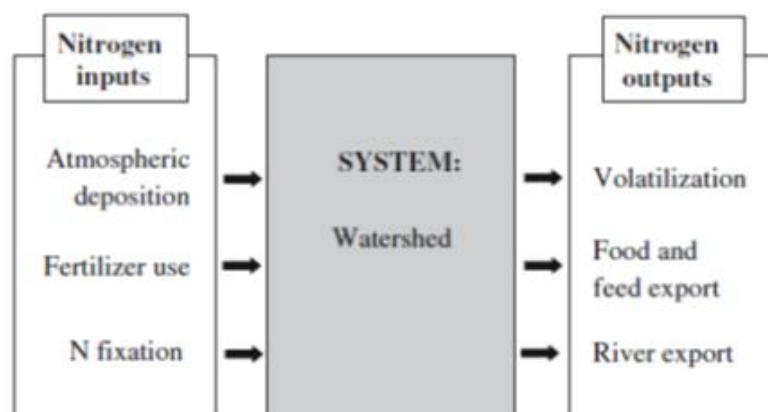 Nitrogen
inputs
Atmospheric
deposition
Fertilizer use
N fixation
SYSTEM:
Watershed
Nitrogen
outputs
Volatilization
Food and
feed export
River export